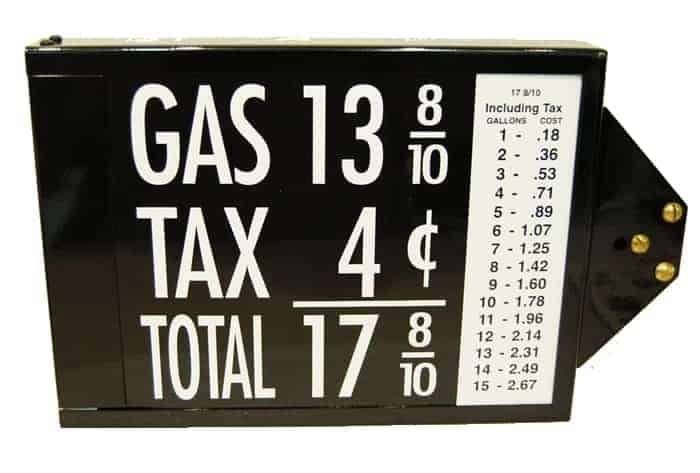 GAS 13 8/10
TAX 4 ¢
TOTAL 17 8/10
17 8/10
Including Tax
GALLONS COST
1 - .18
2 - .36
3 - .53
4 - .71
5 - .89
6 - 1.07
7 - 1.25
8 - 1.42
9 - 1.60
10 - 1.78
11 - 1.96
12 - 2.14
13 - 2.31
14 - 2.49
15 - 2.67